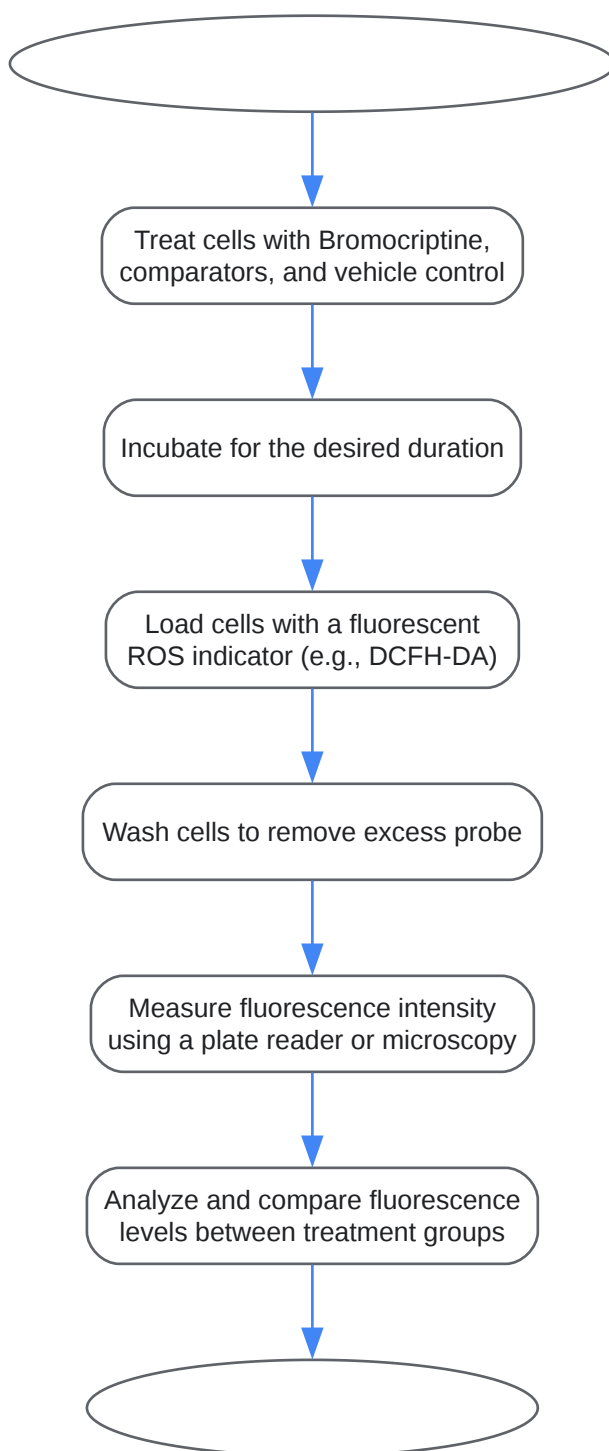 Treat cells with Bromocriptine,
comparators, and vehicle control
Incubate for the desired duration
Load cells with a fluorescent
ROS indicator (e.g., DCFH-DA)
Wash cells to remove excess probe
Measure fluorescence intensity
using a plate reader or microscopy
Analyze and compare fluorescence
levels between treatment groups